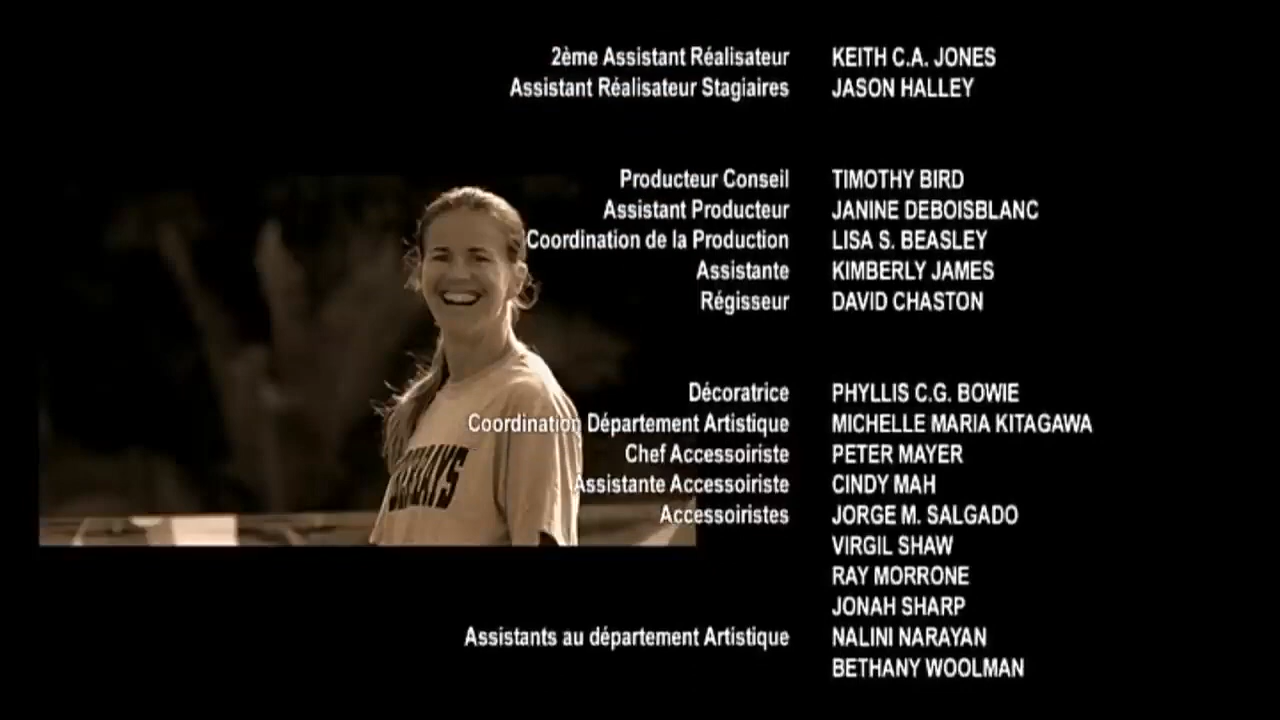 2ème Assistant Réalisateur KEITH C.A. JONES
Assistant Réalisateur Stagiaires JASON HALLEY
Producteur Conseil TIMOTHY BIRD
Assistant Producteur JANINE DEBOISBLANC
Coordination de la Production LISA S. BEASLEY
Assistante KIMBERLY JAMES
Régisseur DAVID CHASTON
Décoratrice PHYLLIS C.G. BOWIE
Coordination Département Artistique MICHELLE MARIA KITAGAWA
Chef Accessoiriste PETER MAYER
Assistante Accessoiriste CINDY MAH
Accessoiristes JORGE M. SALGADO
VIRGIL SHAW
RAY MORRONE
JONAH SHARP
Assistants au département Artistique NALINI NARAYAN
BETHANY WOOLMAN